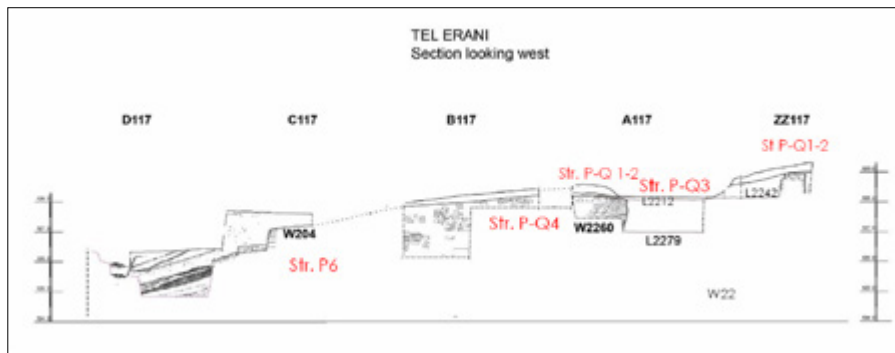 TEL ERANI
Section looking west
D117 C117 B117 A117 ZZ117
St P-Q1-2
Str. P-Q 1-2 Str. P-Q3
L2212 L2242
W204 Str. P-Q4 W2260
L2279
Str. P6
W22